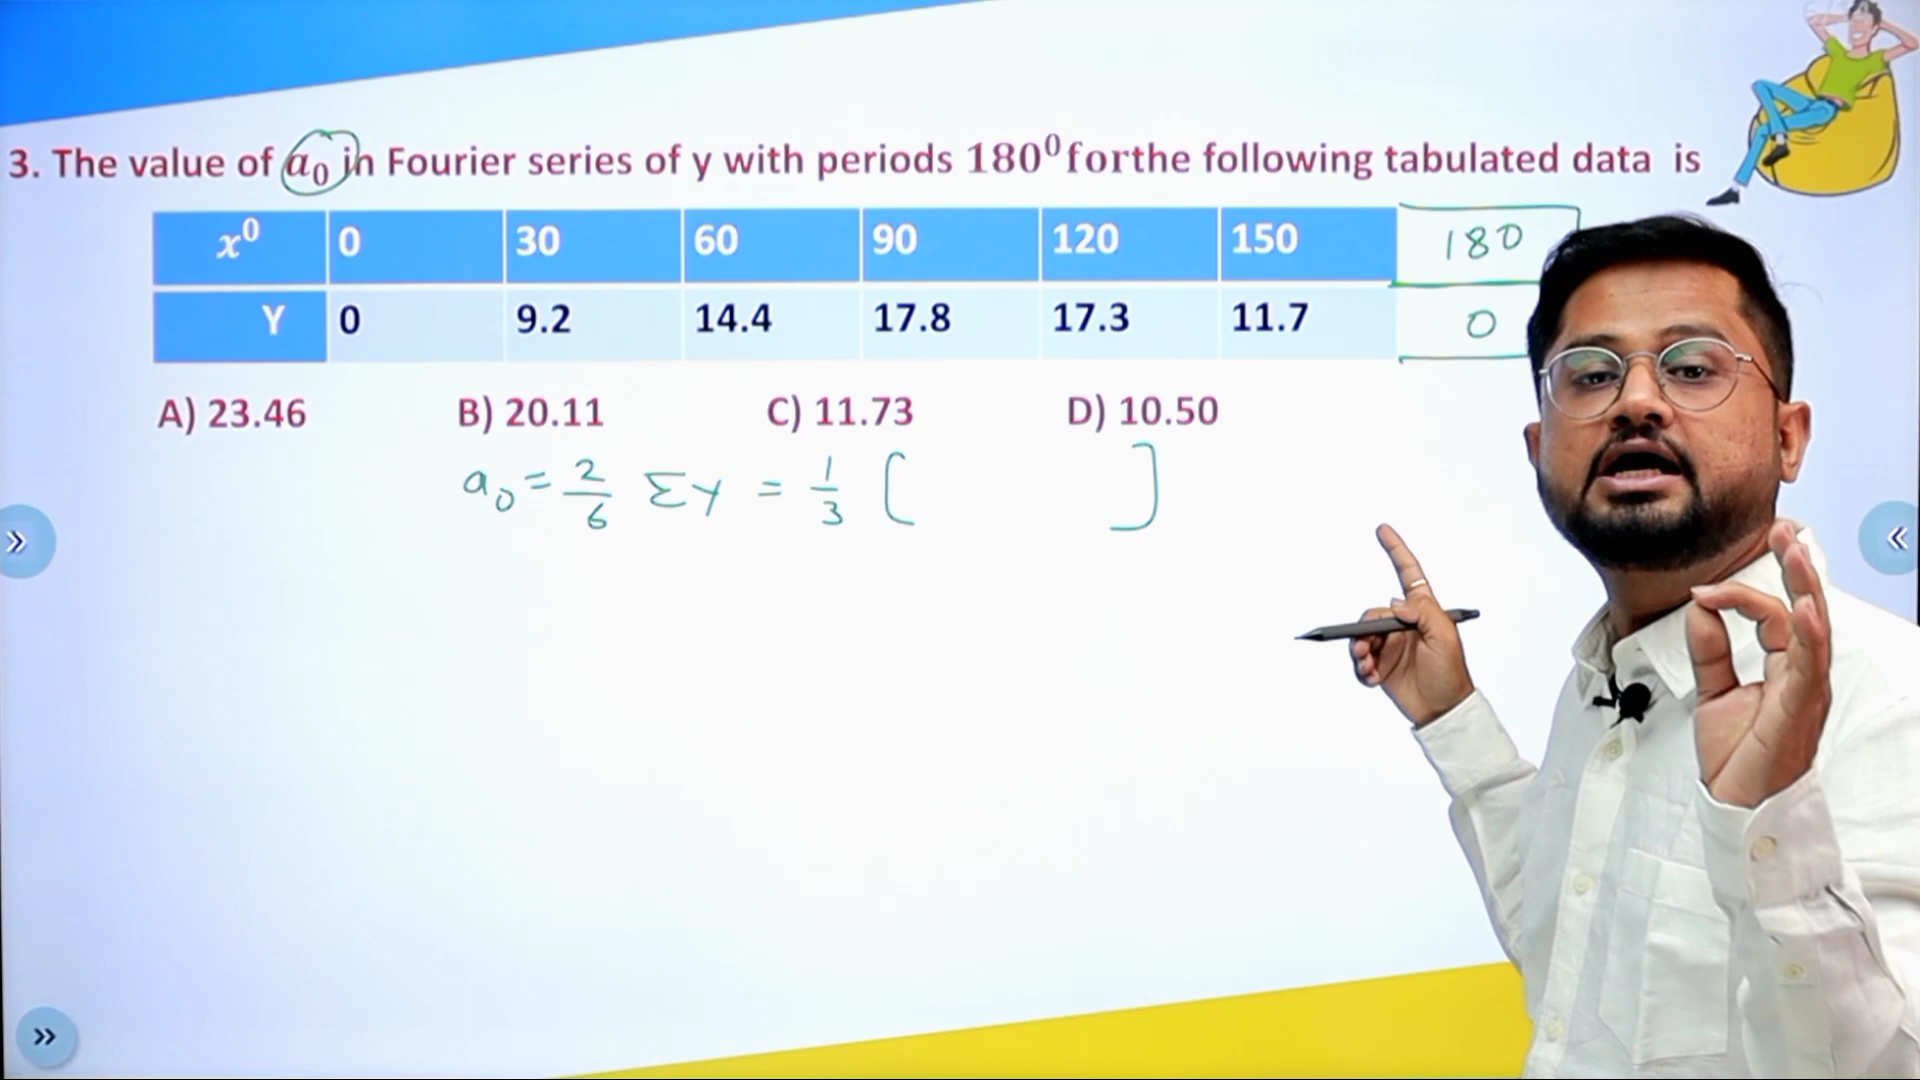 3. The value of a₀ in Fourier series of y with periods 180⁰forthe following tabulated data is
x⁰ 0 30 60 90 120 150 180
Y 0 9.2 14.4 17.8 17.3 11.7 0
A) 23.46 B) 20.11 C) 11.73 D) 10.50
a₀ = 2/6 Σy = 1/3 [ ]